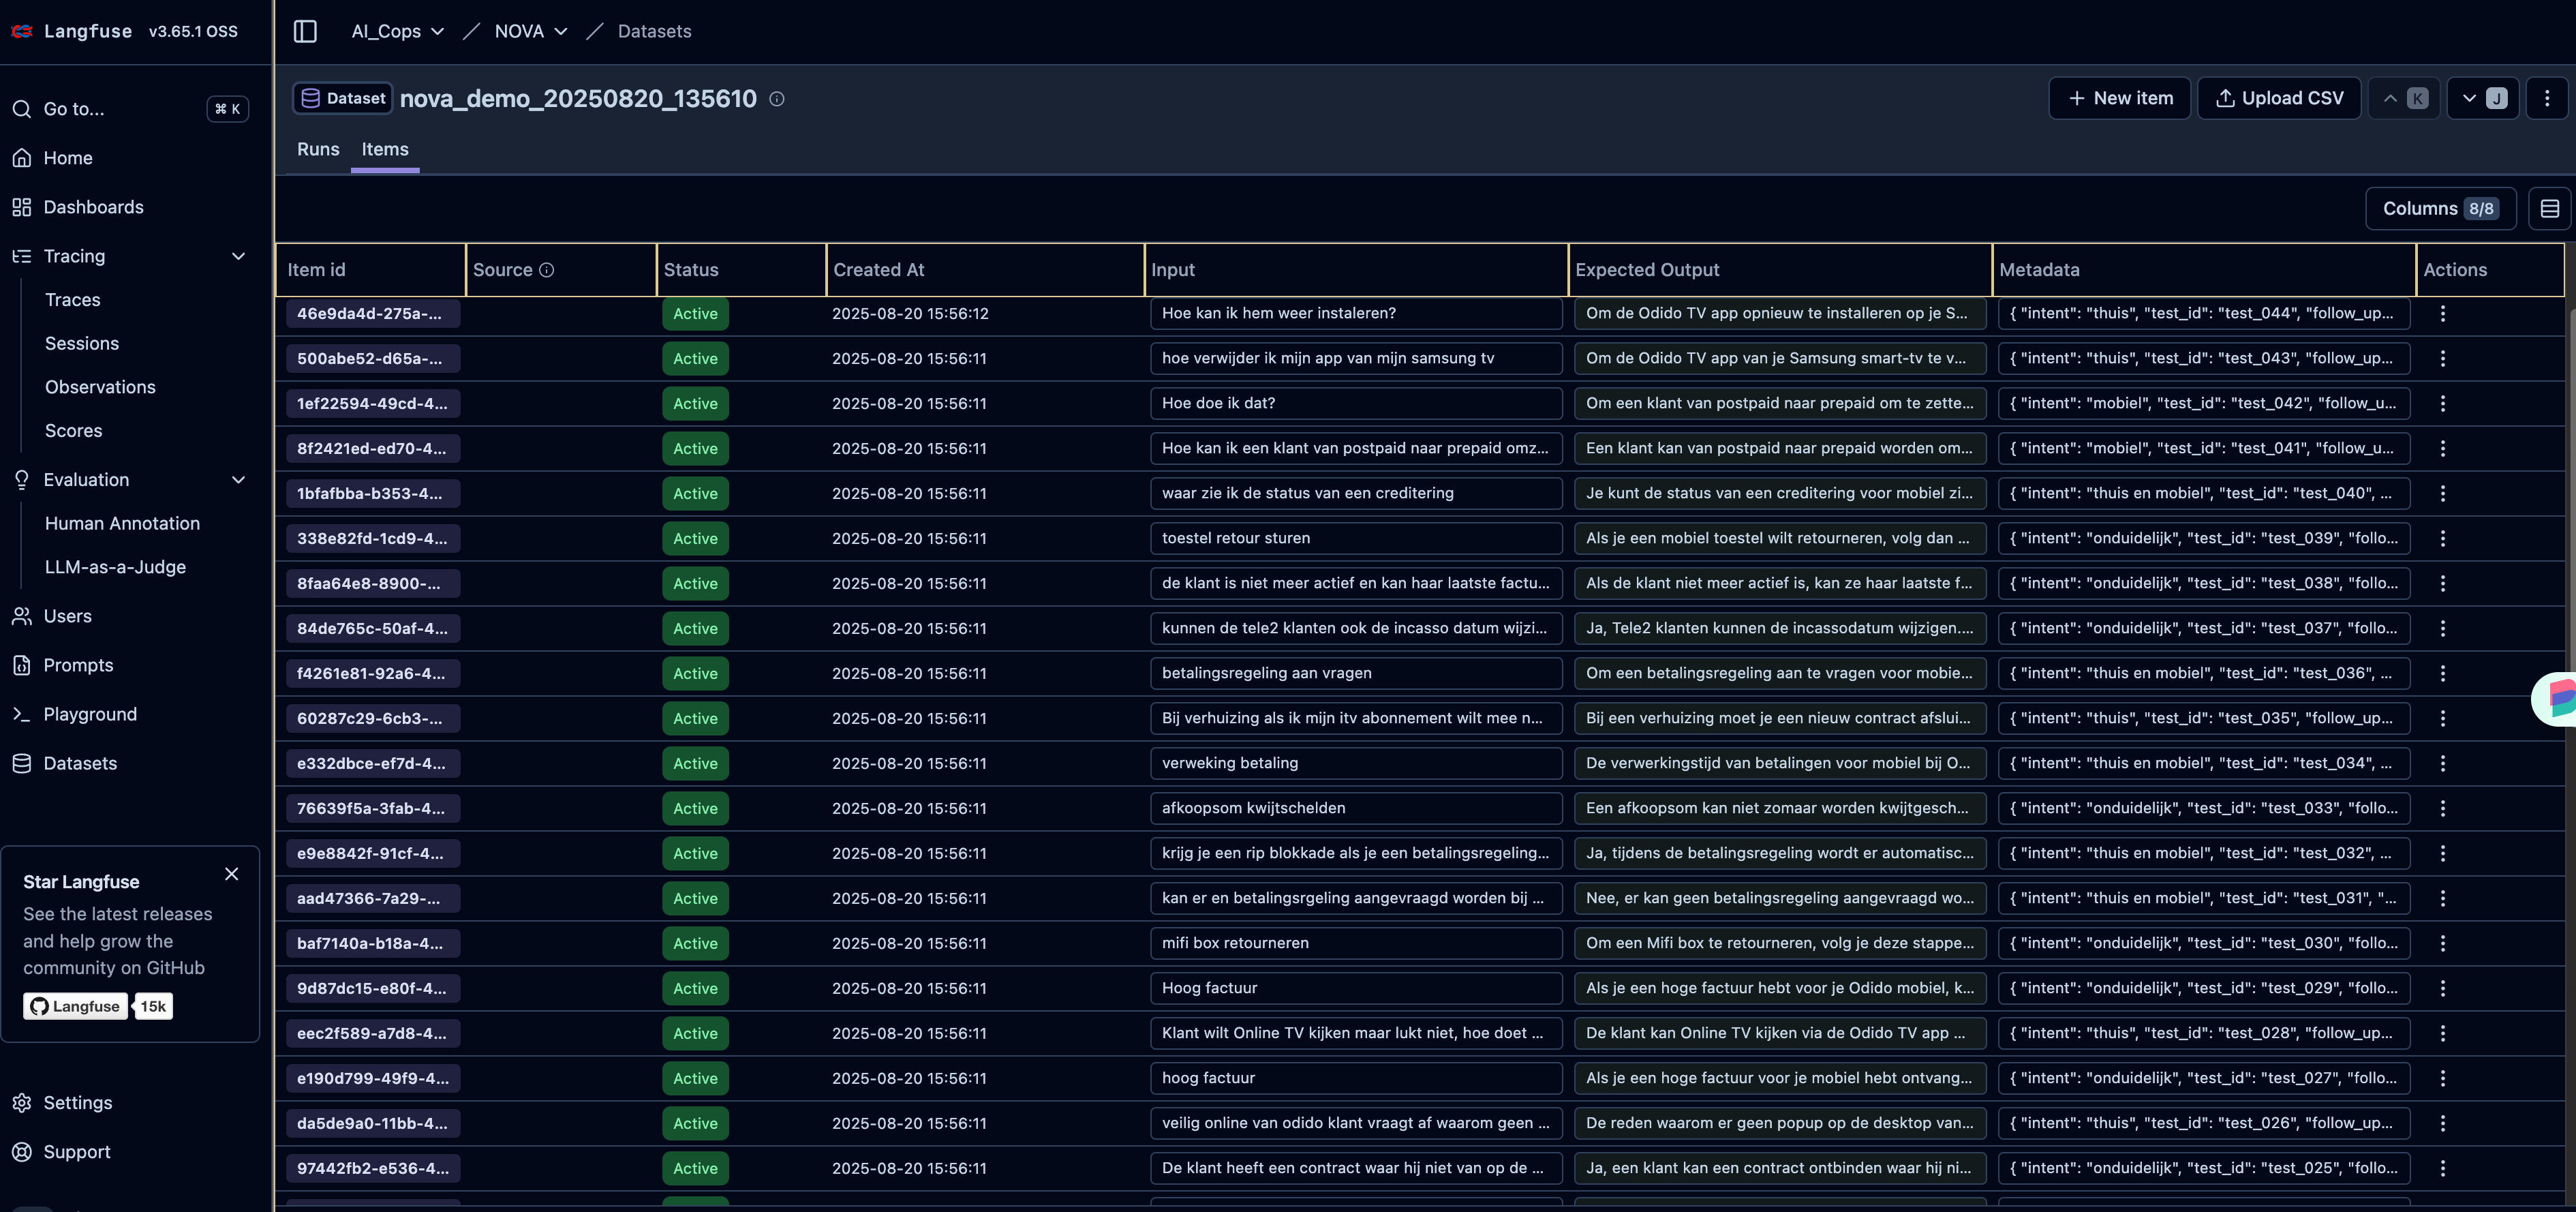 Langfuse v3.65.1 OSS
AI_Cops / NOVA / Datasets
Go to... ⌘ K
Home
Dashboards
Tracing
Traces
Sessions
Observations
Scores
Evaluation
Human Annotation
LLM-as-a-Judge
Users
Prompts
Playground
Datasets
Star Langfuse
See the latest releases
and help grow the
community on GitHub
Langfuse 15k
Settings
Support
Dataset nova_demo_20250820_135610
New item Upload CSV K J
Runs Items
Columns 8/8
Item id Source Status Created At Input Expected Output Metadata Actions
46e9da4d-275a-... Active 2025-08-20 15:56:12 Hoe kan ik hem weer instaleren? Om de Odido TV app opnieuw te installeren op je S... { "intent": "thuis", "test_id": "test_044", "follow_up...
500abe52-d65a-... Active 2025-08-20 15:56:11 hoe verwijder ik mijn app van mijn samsung tv Om de Odido TV app van je Samsung smart-tv te v... { "intent": "thuis", "test_id": "test_043", "follow_up...
1ef22594-49cd-4... Active 2025-08-20 15:56:11 Hoe doe ik dat? Om een klant van postpaid naar prepaid om te zette... { "intent": "mobiel", "test_id": "test_042", "follow_u...
8f2421ed-ed70-4... Active 2025-08-20 15:56:11 Hoe kan ik een klant van postpaid naar prepaid omz... Een klant kan van postpaid naar prepaid worden om... { "intent": "mobiel", "test_id": "test_041", "follow_u...
1bfafbba-b353-4... Active 2025-08-20 15:56:11 waar zie ik de status van een creditering Je kunt de status van een creditering voor mobiel zi... { "intent": "thuis en mobiel", "test_id": "test_040", ...
338e82fd-1cd9-4... Active 2025-08-20 15:56:11 toestel retour sturen Als je een mobiel toestel wilt retourneren, volg dan ... { "intent": "onduidelijk", "test_id": "test_039", "follo...
8faa64e8-8900-... Active 2025-08-20 15:56:11 de klant is niet meer actief en kan haar laatste factu... Als de klant niet meer actief is, kan ze haar laatste f... { "intent": "onduidelijk", "test_id": "test_038", "follo...
84de765c-50af-4... Active 2025-08-20 15:56:11 kunnen de tele2 klanten ook de incasso datum wijzi... Ja, Tele2 klanten kunnen de incassodatum wijzigen.... { "intent": "onduidelijk", "test_id": "test_037", "follo...
f4261e81-92a6-4... Active 2025-08-20 15:56:11 betalingsregeling aan vragen Om een betalingsregeling aan te vragen voor mobie... { "intent": "thuis en mobiel", "test_id": "test_036", ...
60287c29-6cb3-... Active 2025-08-20 15:56:11 Bij verhuizing als ik mijn itv abonnement wilt mee n... Bij een verhuizing moet je een nieuw contract afslui... { "intent": "thuis", "test_id": "test_035", "follow_up...
e332dbce-ef7d-4... Active 2025-08-20 15:56:11 verweking betaling De verwerkingstijd van betalingen voor mobiel bij O... { "intent": "thuis en mobiel", "test_id": "test_034", ...
76639f5a-3fab-4... Active 2025-08-20 15:56:11 afkoopsom kwijtschelden Een afkoopsom kan niet zomaar worden kwijtgesch... { "intent": "onduidelijk", "test_id": "test_033", "follo...
e9e8842f-91cf-4... Active 2025-08-20 15:56:11 krijg je een rip blokkade als je een betalingsregeling... Ja, tijdens de betalingsregeling wordt er automatisc... { "intent": "thuis en mobiel", "test_id": "test_032", ...
aad47366-7a29-... Active 2025-08-20 15:56:11 kan er en betalingsrgeling aangevraagd worden bij ... Nee, er kan geen betalingsregeling aangevraagd wo... { "intent": "thuis en mobiel", "test_id": "test_031", "...
baf7140a-b18a-4... Active 2025-08-20 15:56:11 mifi box retourneren Om een Mifi box te retourneren, volg je deze stappe... { "intent": "onduidelijk", "test_id": "test_030", "follo...
9d87dc15-e80f-4... Active 2025-08-20 15:56:11 Hoog factuur Als je een hoge factuur hebt voor je Odido mobiel, k... { "intent": "onduidelijk", "test_id": "test_029", "follo...
eec2f589-a7d8-4... Active 2025-08-20 15:56:11 Klant wilt Online TV kijken maar lukt niet, hoe doet ... De klant kan Online TV kijken via de Odido TV app ... { "intent": "thuis", "test_id": "test_028", "follow_up...
e190d799-49f9-4... Active 2025-08-20 15:56:11 hoog factuur Als je een hoge factuur voor je mobiel hebt ontvang... { "intent": "onduidelijk", "test_id": "test_027", "follo...
da5de9a0-11bb-4... Active 2025-08-20 15:56:11 veilig online van odido klant vraagt af waarom geen ... De reden waarom er geen popup op de desktop van... { "intent": "thuis", "test_id": "test_026", "follow_up...
97442fb2-e536-4... Active 2025-08-20 15:56:11 De klant heeft een contract waar hij niet van op de ... Ja, een klant kan een contract ontbinden waar hij ni... { "intent": "onduidelijk", "test_id": "test_025", "follo...